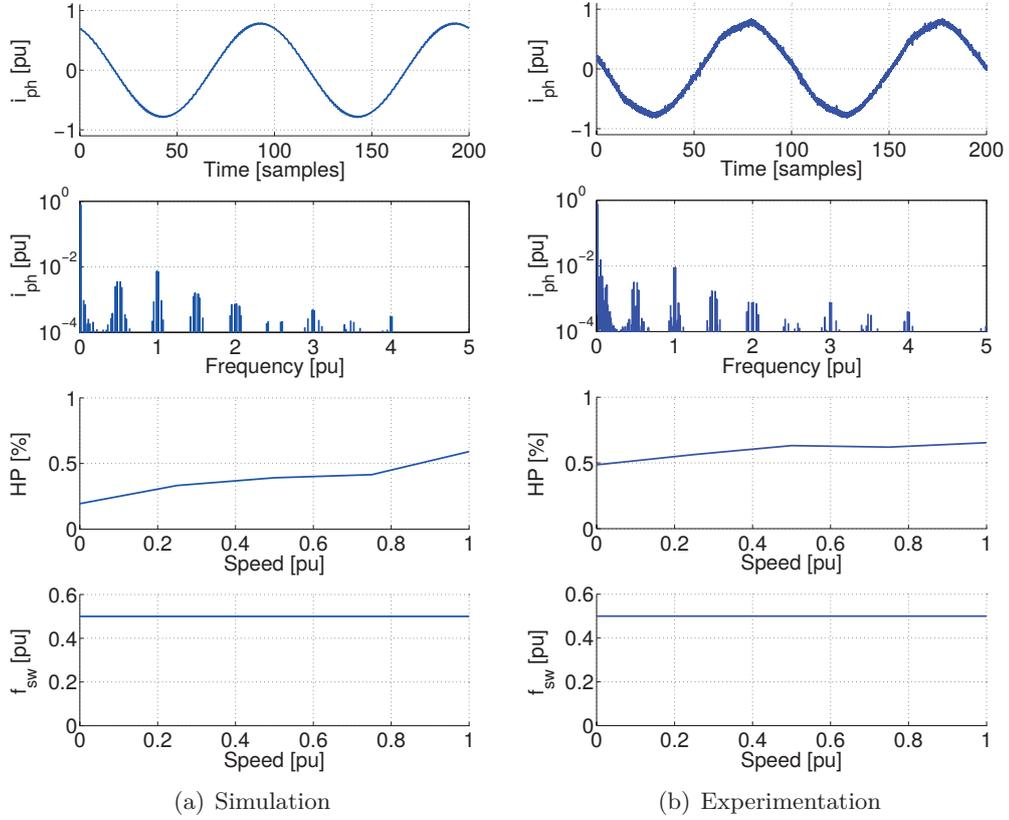 1
0
−1
i_ph [pu]
0 50 100 150 200
Time [samples]
1
0
−1
i_ph [pu]
0 50 100 150 200
Time [samples]
10^0
10^−2
10^−4
i_ph [pu]
0 1 2 3 4 5
Frequency [pu]
10^0
10^−2
10^−4
i_ph [pu]
0 1 2 3 4 5
Frequency [pu]
1
0.5
0
HP [%]
0 0.2 0.4 0.6 0.8 1
Speed [pu]
1
0.5
0
HP [%]
0 0.2 0.4 0.6 0.8 1
Speed [pu]
0.6
0.4
0.2
0
f_sw [pu]
0 0.2 0.4 0.6 0.8 1
Speed [pu]
0.6
0.4
0.2
0
f_sw [pu]
0 0.2 0.4 0.6 0.8 1
Speed [pu]
(a) Simulation
(b) Experimentation